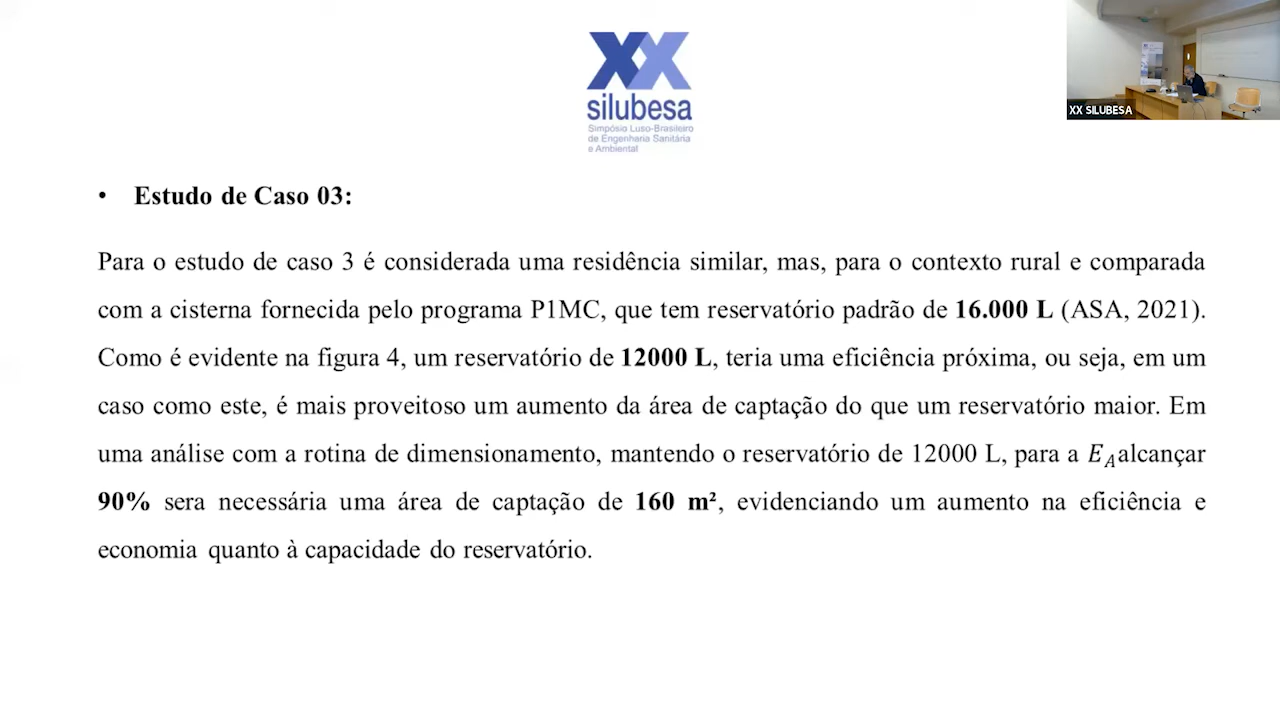 XX
silubesa
Simpósio Luso-Brasileiro
de Engenharia Sanitária
e Ambiental
XX SILUBESA
• Estudo de Caso 03:
Para o estudo de caso 3 é considerada uma residência similar, mas, para o contexto rural e comparada
com a cisterna fornecida pelo programa P1MC, que tem reservatório padrão de 16.000 L (ASA, 2021).
Como é evidente na figura 4, um reservatório de 12000 L, teria uma eficiência próxima, ou seja, em um
caso como este, é mais proveitoso um aumento da área de captação do que um reservatório maior. Em
uma análise com a rotina de dimensionamento, mantendo o reservatório de 12000 L, para a E_A alcançar
90% sera necessária uma área de captação de 160 m², evidenciando um aumento na eficiência e
economia quanto à capacidade do reservatório.